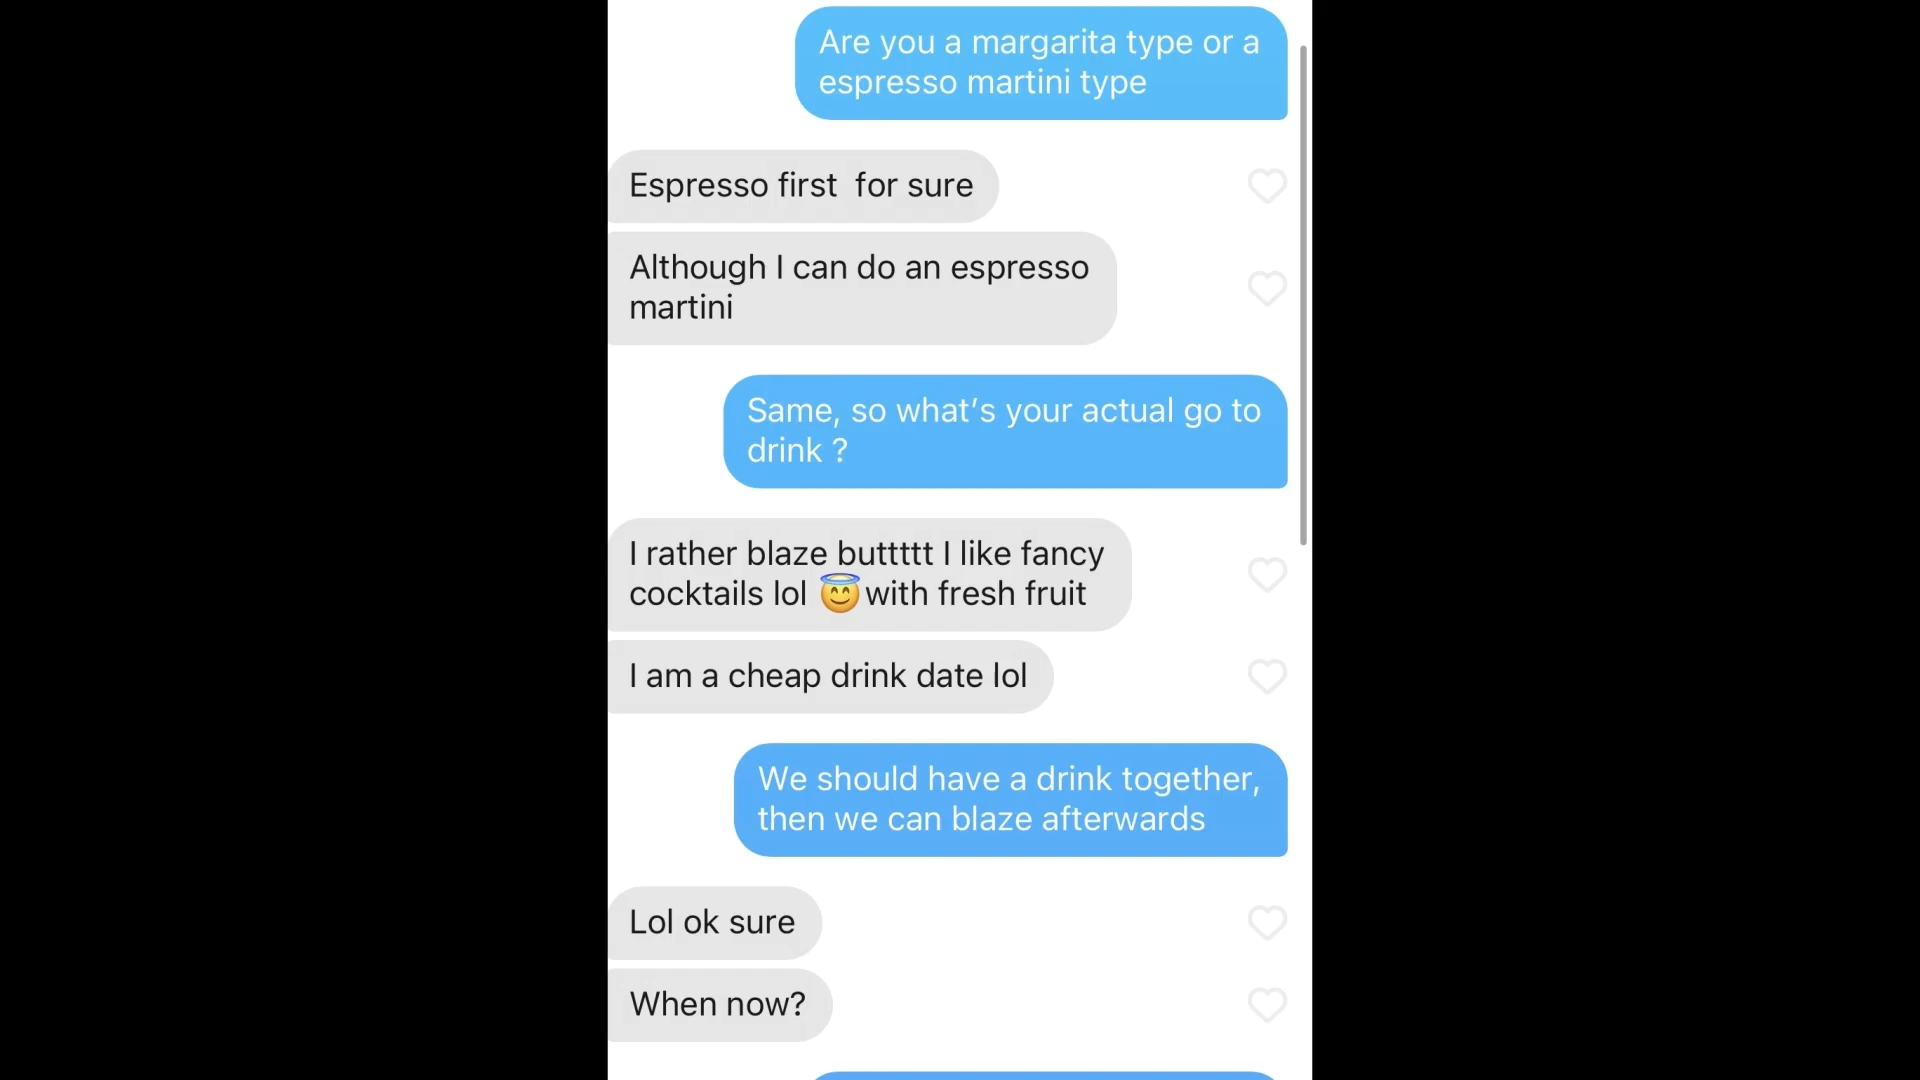 Are you a margarita type or a
espresso martini type
Espresso first  for sure
Although I can do an espresso
martini
Same, so what’s your actual go to
drink ?
I rather blaze buttttt I like fancy
cocktails lol 😇with fresh fruit
I am a cheap drink date lol
We should have a drink together,
then we can blaze afterwards
Lol ok sure
When now?